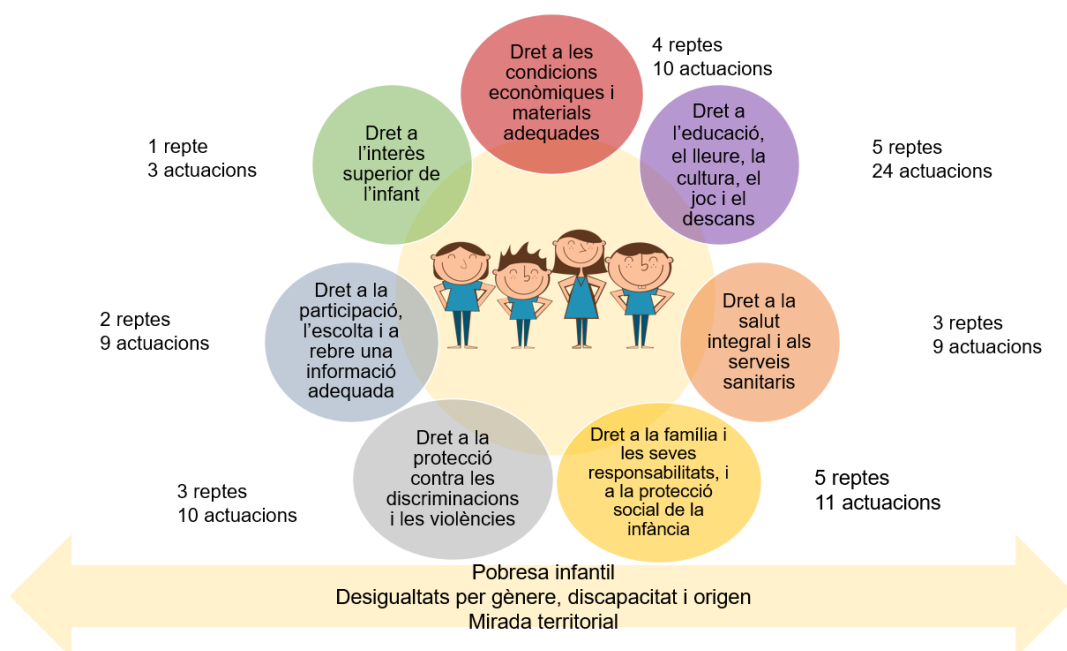 Dret a les
condicions
econòmiques i
materials
adequades
4 reptes
10 actuacions
Dret a
l’educació,
el lleure, la
cultura, el
joc i el
descans
5 reptes
24 actuacions
Dret a la
salut
integral i als
serveis
sanitaris
3 reptes
9 actuacions
Dret a la família i
les seves
responsabilitats, i
a la protecció
social de la
infància
5 reptes
11 actuacions
Dret a la
protecció
contra les
discriminacions
i les violències
3 reptes
10 actuacions
Dret a la
participació,
l’escolta i a
rebre una
informació
adequada
2 reptes
9 actuacions
Dret a
l’interès
superior de
l’infant
1 repte
3 actuacions
Pobresa infantil
Desigualtats per gènere, discapacitat i origen
Mirada territorial